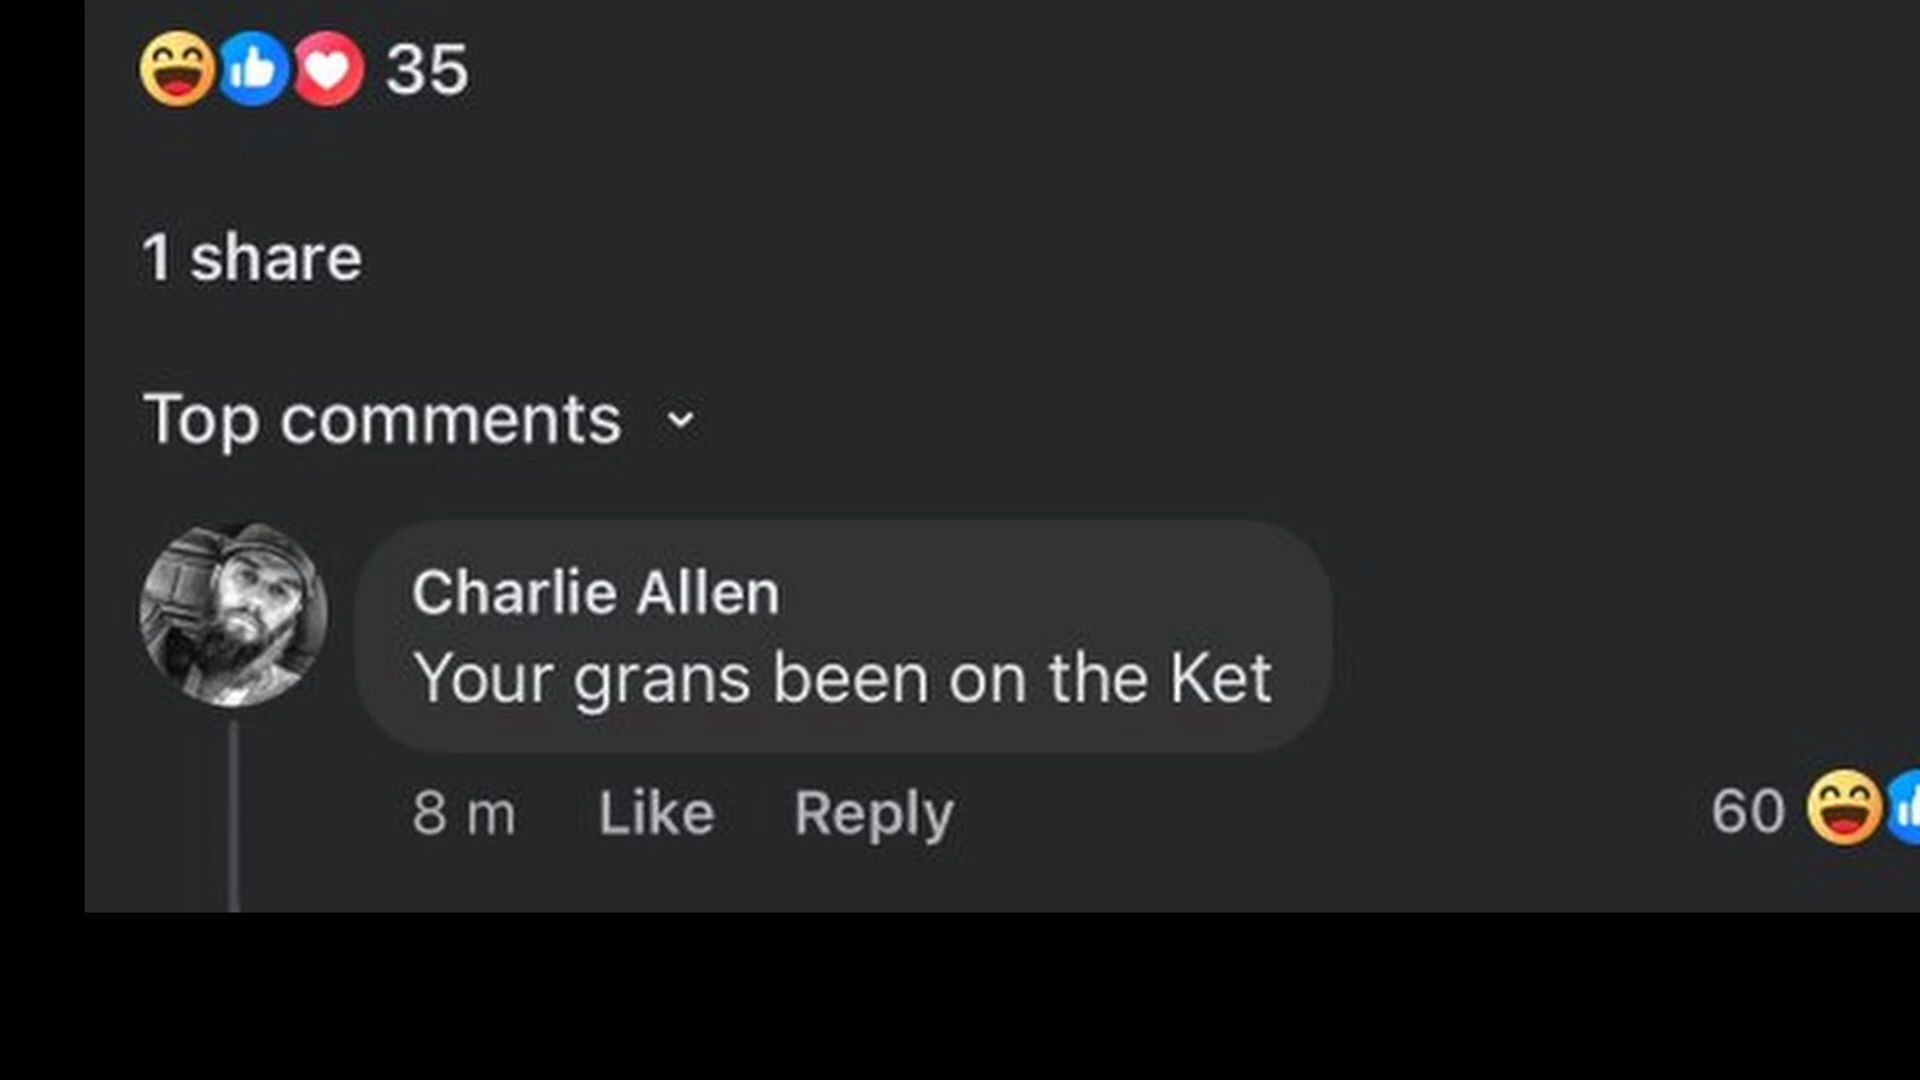 35
1 share
Top comments
Charlie Allen
Your grans been on the Ket
8 m Like Reply 60